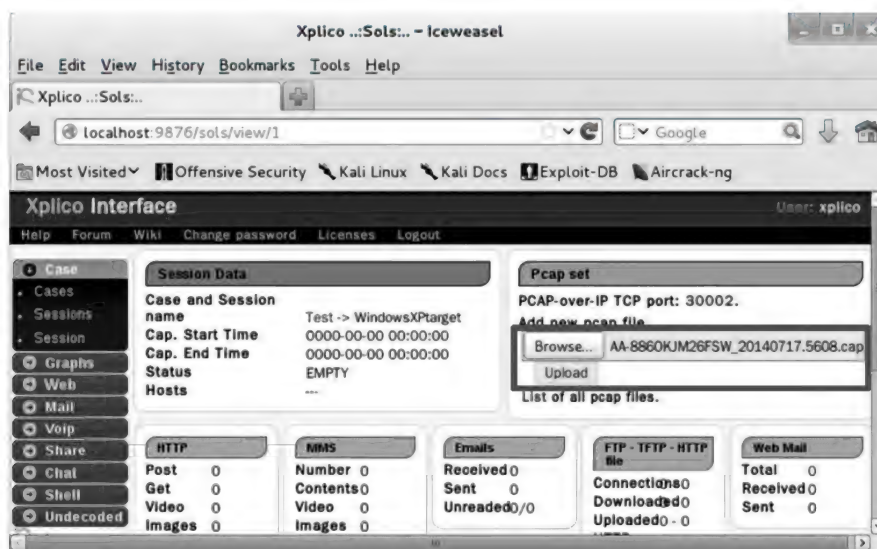 Xplico ..:Sols:.. - Iceweasel
File Edit View History Bookmarks Tools Help
Xplico ..:Sols:..
localhost:9876/sols/view/1
Google
Most Visited Offensive Security Kali Linux Kali Docs Exploit-DB Aircrack-ng
Xplico Interface
User: xplico
Help Forum Wiki Change password Licenses Logout
Case
Cases
Sessions
Session
Graphs
Web
Mail
Voip
Share
Chat
Shell
Undecoded
Session Data
Case and Session name Test -> WindowsXPtarget
Cap. Start Time 0000-00-00 00:00:00
Cap. End Time 0000-00-00 00:00:00
Status EMPTY
Hosts ---
Pcap set
PCAP-over-IP TCP port: 30002.
Add new pcap file.
Browse... AA-8860KJM26FSW_20140717.5608.cap
Upload
List of all pcap files.
HTTP
Post 0
Get 0
Video 0
Images 0
MMS
Number 0
Contents 0
Video 0
Images 0
Emails
Received 0
Sent 0
Unreaded 0/0
FTP - TFTP - HTTP file
Connections 0
Downloaded 0
Uploaded 0 - 0
HTTP
Web Mail
Total 0
Received 0
Sent 0